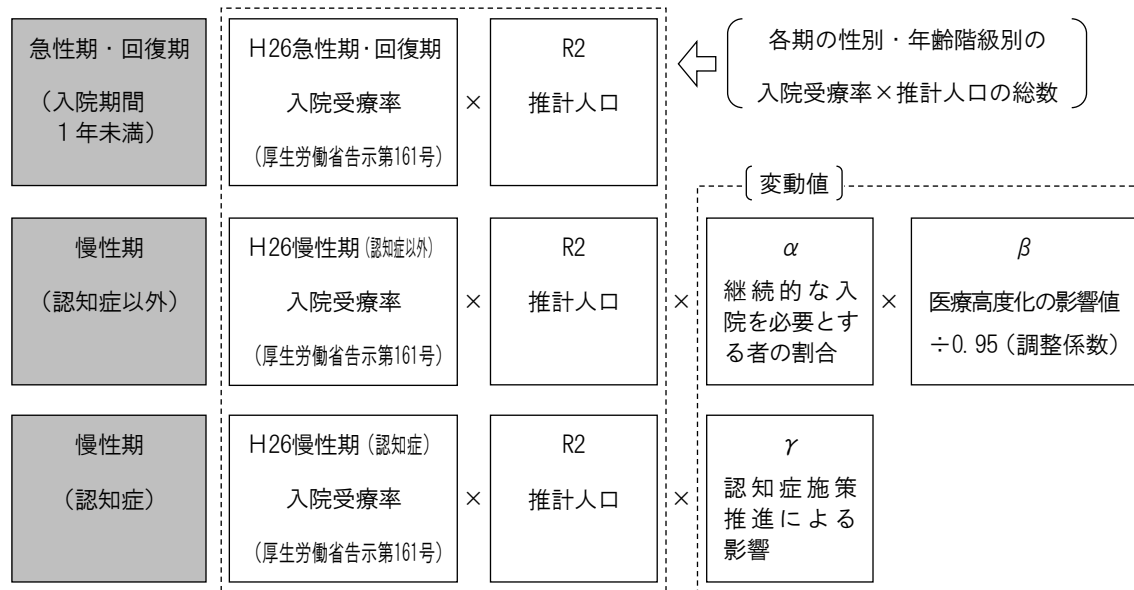 急性期・回復期
（入院期間
１年未満）
H26急性期・回復期
入院受療率
（厚生労働省告示第161号）
×
R2
推計人口
各期の性別・年齢階級別の
入院受療率×推計人口の総数
変動値
慢性期
（認知症以外）
H26慢性期（認知症以外）
入院受療率
（厚生労働省告示第161号）
×
R2
推計人口
×
α
継続的な入
院を必要とす
る者の割合
×
β
医療高度化の影響値
÷0.95（調整係数）
慢性期
（認知症）
H26慢性期（認知症）
入院受療率
（厚生労働省告示第161号）
×
R2
推計人口
×
γ
認知症施策
推進による
影響